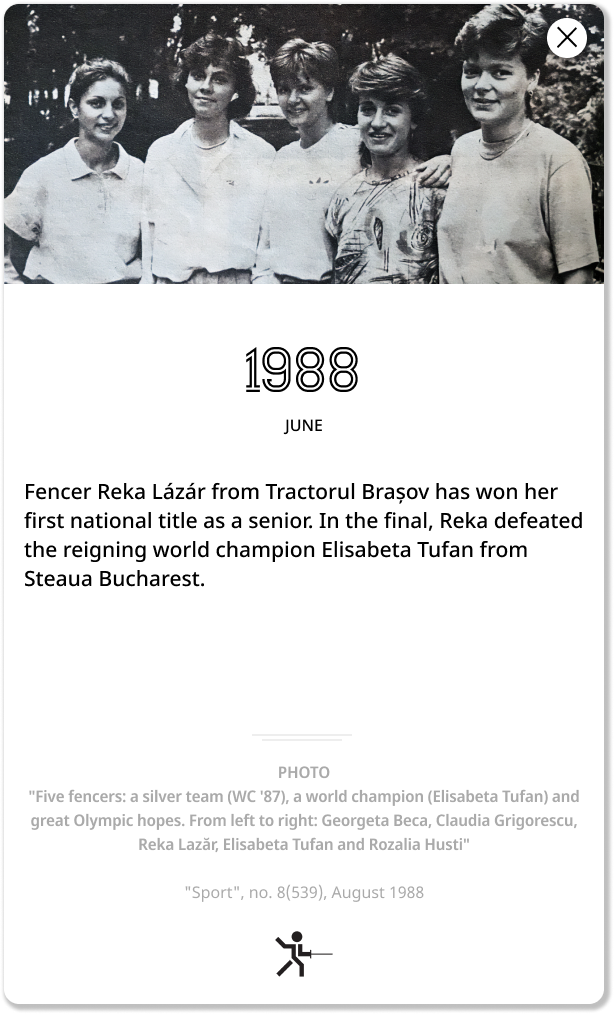 1988
JUNE
Fencer Reka Lázár from Tractorul Brașov has won her
first national title as a senior. In the final, Reka defeated
the reigning world champion Elisabeta Tufan from
Steaua Bucharest.
PHOTO
"Five fencers: a silver team (WC '87), a world champion (Elisabeta Tufan) and
great Olympic hopes. From left to right: Georgeta Beca, Claudia Grigorescu,
Reka Lazăr, Elisabeta Tufan and Rozalia Husti"
"Sport", no. 8(539), August 1988